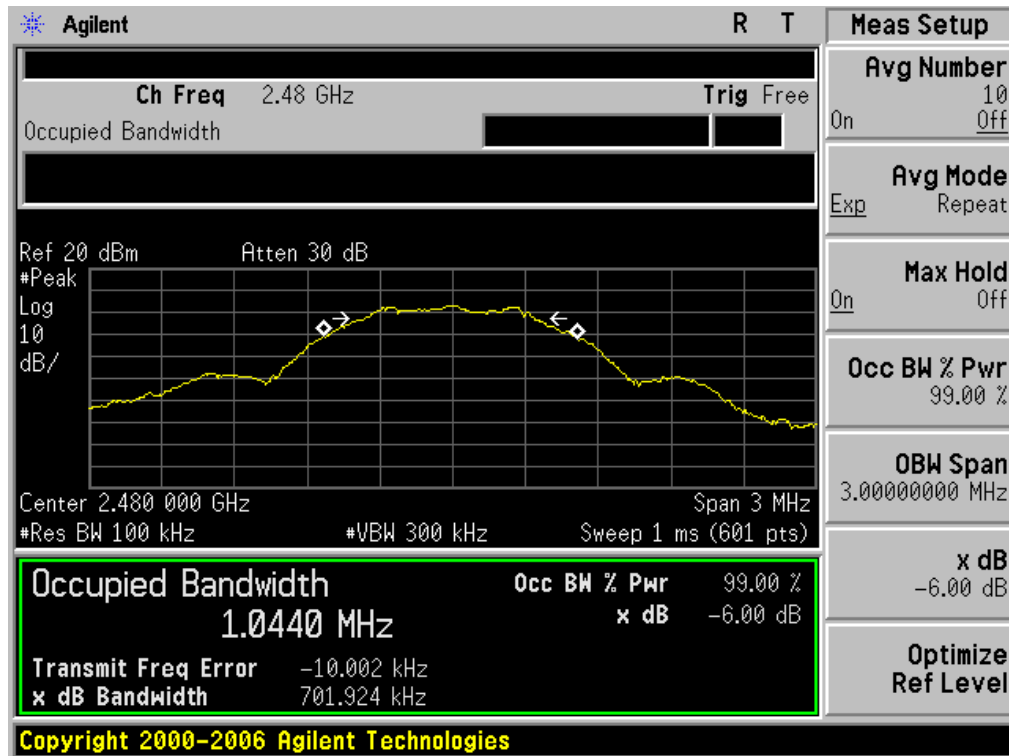 Agilent R T
Ch Freq 2.48 GHz Trig Free
Occupied Bandwidth
Ref 20 dBm Atten 30 dB
#Peak
Log
10
dB/
Center 2.480 000 GHz Span 3 MHz
#Res BW 100 kHz #VBW 300 kHz Sweep 1 ms (601 pts)
Occupied Bandwidth
1.0440 MHz
Occ BW % Pwr 99.00 %
x dB -6.00 dB
Transmit Freq Error -10.002 kHz
x dB Bandwidth 701.924 kHz
Copyright 2000-2006 Agilent Technologies
Meas Setup
Avg Number
10
On Off
Avg Mode
Exp Repeat
Max Hold
On Off
Occ BW % Pwr
99.00 %
OBW Span
3.00000000 MHz
x dB
-6.00 dB
Optimize
Ref Level